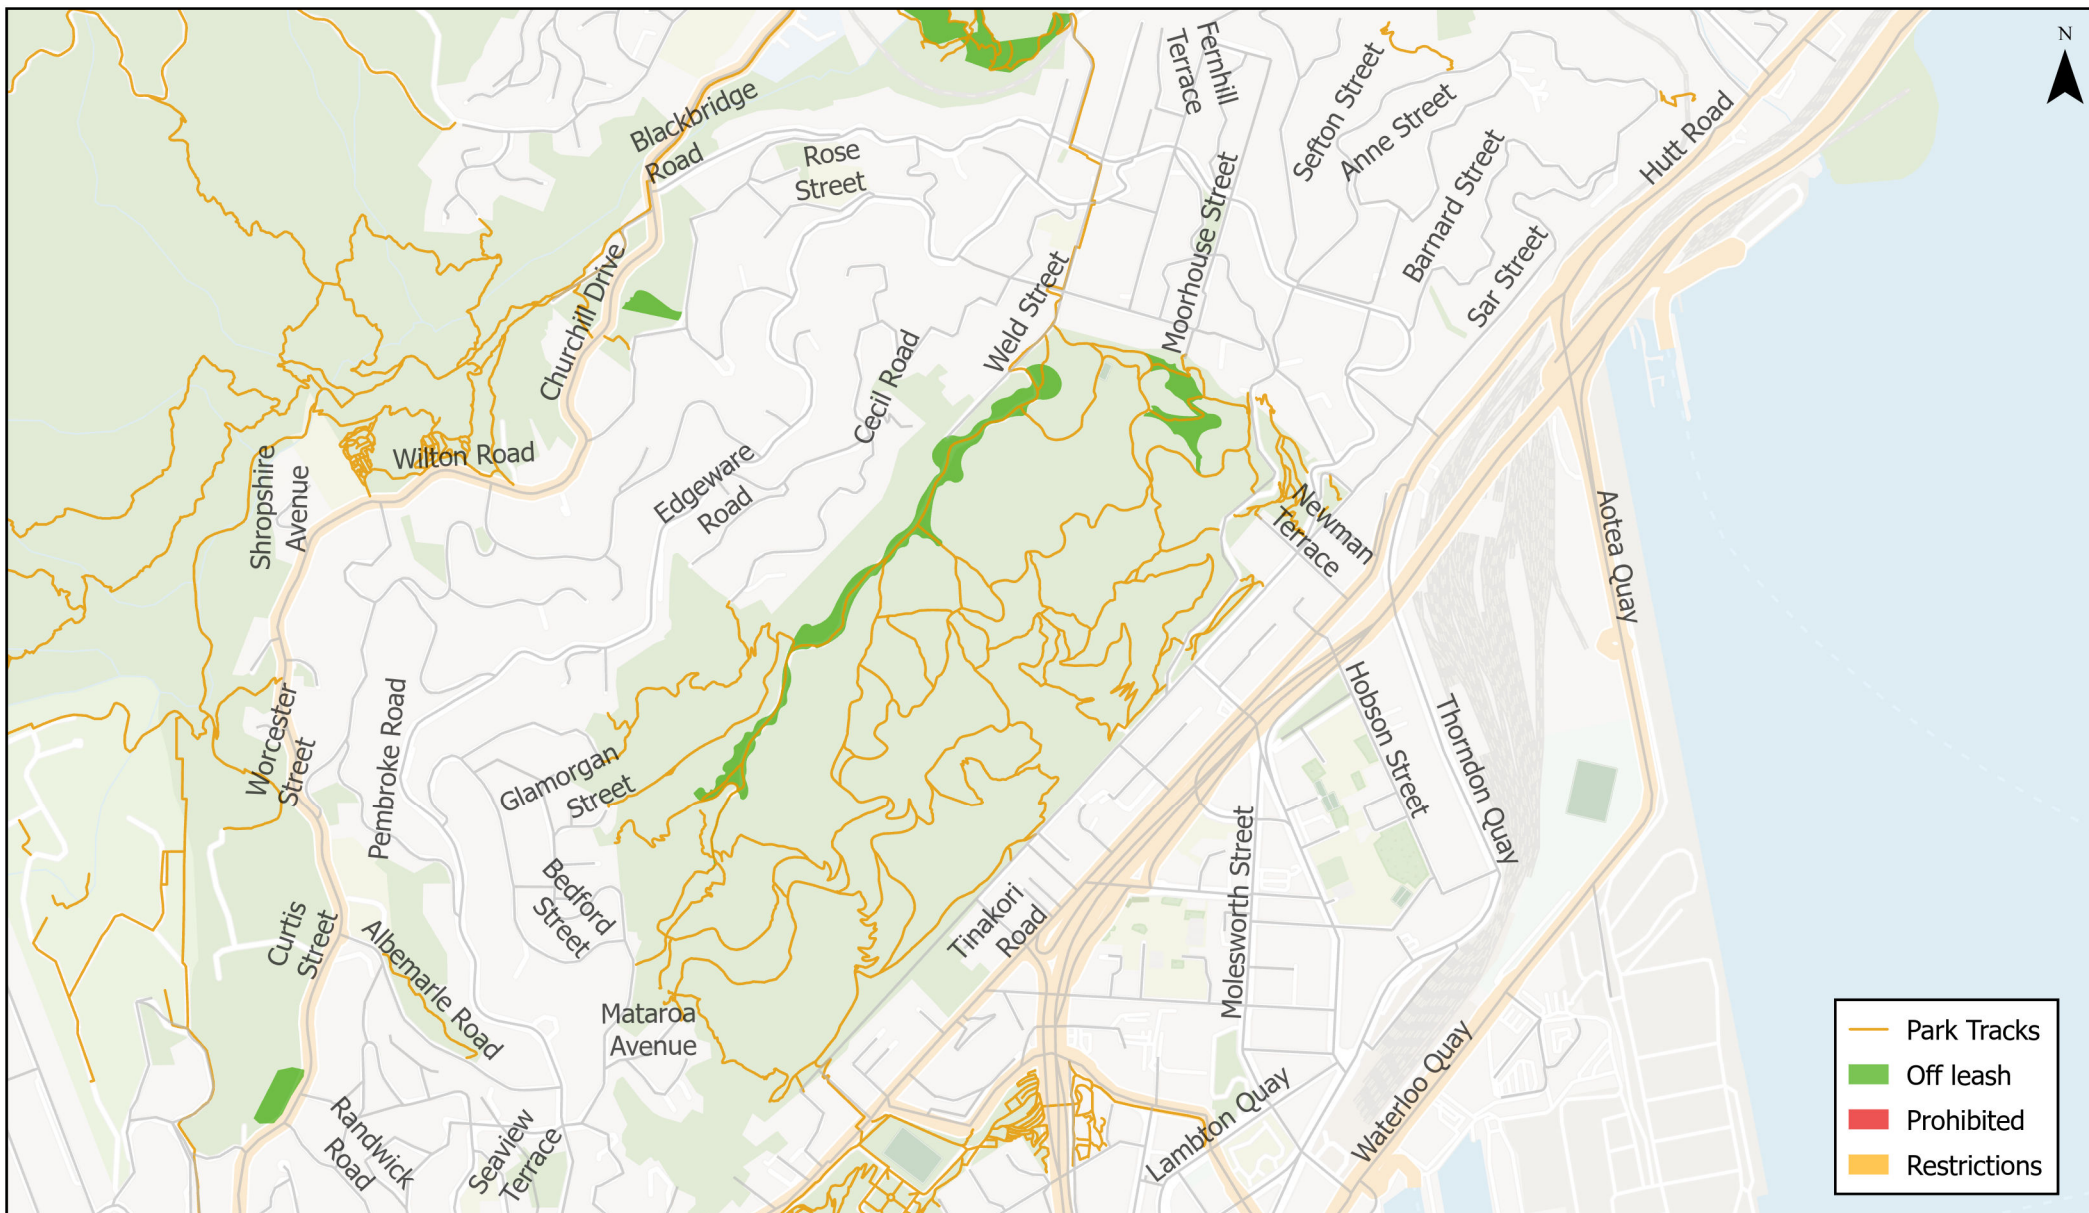 N
Fernhill
Terrace
Sefton Street
Anne Street
Hutt Road
Blackbridge
Road
Rose
Street
Barnard Street
Moorhouse Street
Sar Street
Churchill Drive
Weld Street
Cecil Road
Wilton Road
Shropshire
Avenue
Edgeware
Road
Newman
Terrace
Aotea Quay
Hobson Street
Thorndon Quay
Worcester
Street
Pembroke Road
Glamorgan
Street
Molesworth Street
Bedford
Street
Tinakori
Road
Curtis
Street
Albemarle Road
Mataroa
Avenue
Waterloo Quay
Lambton Quay
Randwick
Road
Seaview
Terrace
Park Tracks
Off leash
Prohibited
Restrictions